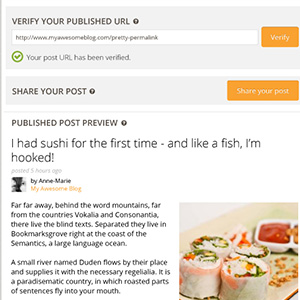 VERIFY YOUR PUBLISHED URL
http://www.myawesomeblog.com/pretty-permalink
Verify
Your post URL has been verified.
SHARE YOUR POST
Share your post
PUBLISHED POST PREVIEW
I had sushi for the first time - and like a fish, I'm
hooked!
posted 5 hours ago
by Anne-Marie
My Awesome Blog
Far far away, behind the word mountains, far
from the countries Vokalia and Consonantia,
there live the blind texts. Separated they live in
Bookmarksgrove right at the coast of the
Semantics, a large language ocean.
A small river named Duden flows by their place
and supplies it with the necessary regelialia. It is
a paradisematic country, in which roasted parts
of sentences fly into your mouth.